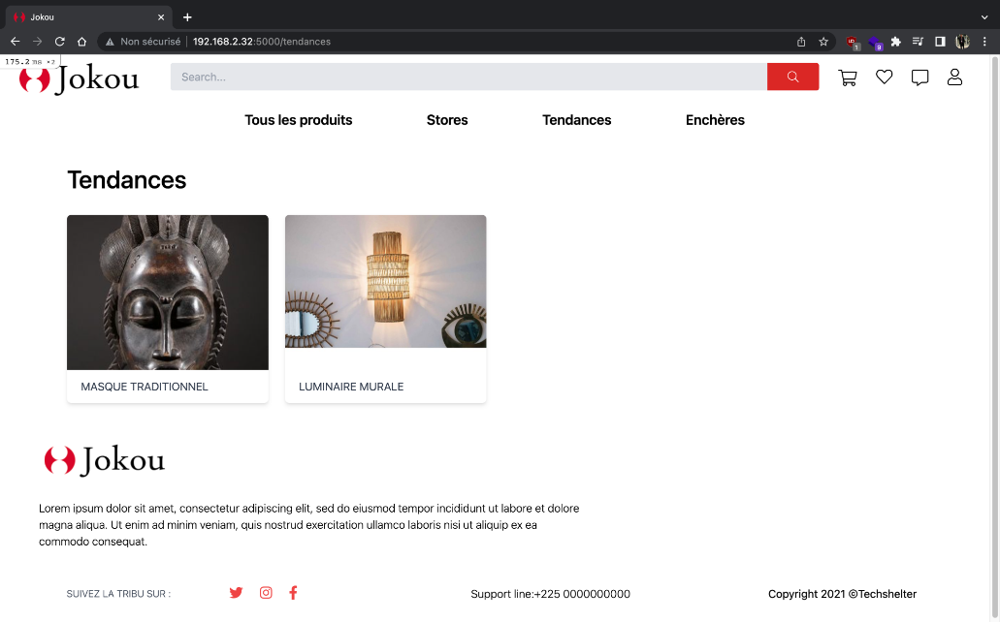 Jokou
Non sécurisé 192.168.2.32:5000/tendances
1
9
175.2 ms ×2
Jokou
Search...
Tous les produits Stores Tendances Enchères
Tendances
MASQUE TRADITIONNEL
LUMINAIRE MURALE
Jokou
Lorem ipsum dolor sit amet, consectetur adipiscing elit, sed do eiusmod tempor incididunt ut labore et dolore
magna aliqua. Ut enim ad minim veniam, quis nostrud exercitation ullamco laboris nisi ut aliquip ex ea
commodo consequat.
SUIVEZ LA TRIBU SUR : Support line:+225 0000000000 Copyright 2021 ©Techshelter